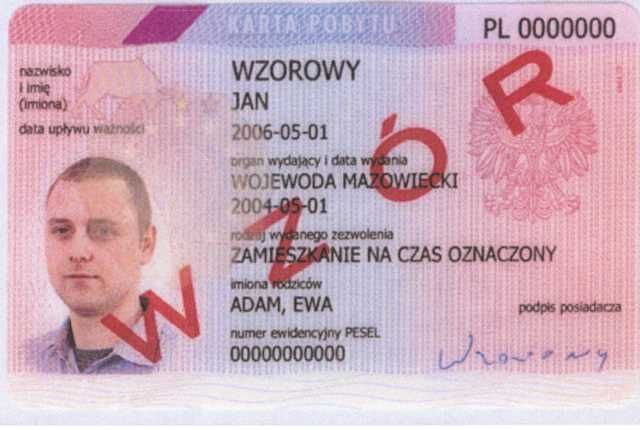 KARTA POBYTU
PL 0000000
nazwisko
i imię
(imiona)
WZOROWY
JAN
data upływu ważności
2006-05-01
organ wydający i data wydania
WOJEWODA MAZOWIECKI
2004-05-01
rodzaj wydanego zezwolenia
ZAMIESZKANIE NA CZAS OZNACZONY
imiona rodziców
ADAM, EWA
podpis posiadacza
numer ewidencyjny PESEL
00000000000
Wzorowy
WZÓR